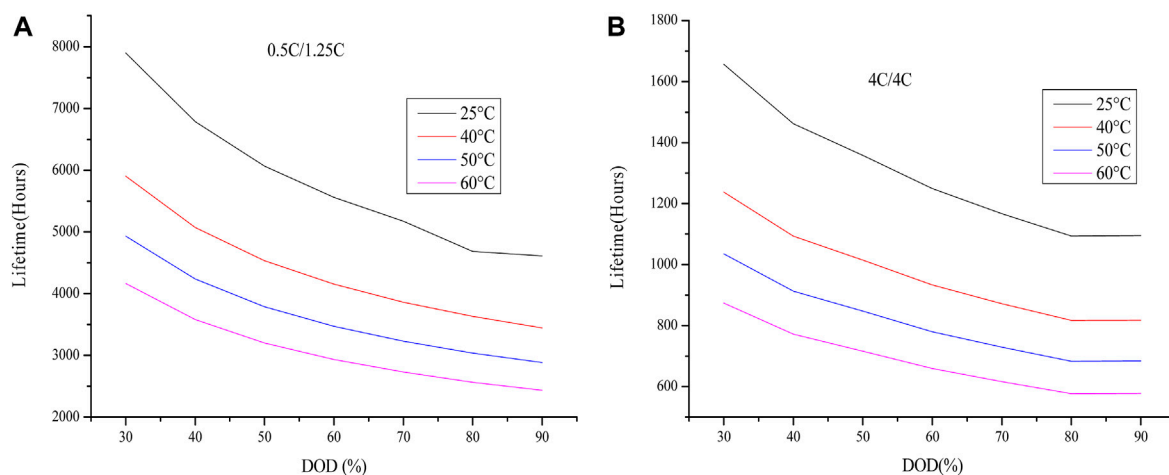 A
0.5C/1.25C
25°C
40°C
50°C
60°C
Lifetime(Hours)
8000
7000
6000
5000
4000
3000
2000
30 40 50 60 70 80 90
DOD (%)
B
4C/4C
25°C
40°C
50°C
60°C
Lifetime(Hours)
1800
1600
1400
1200
1000
800
600
30 40 50 60 70 80 90
DOD(%)